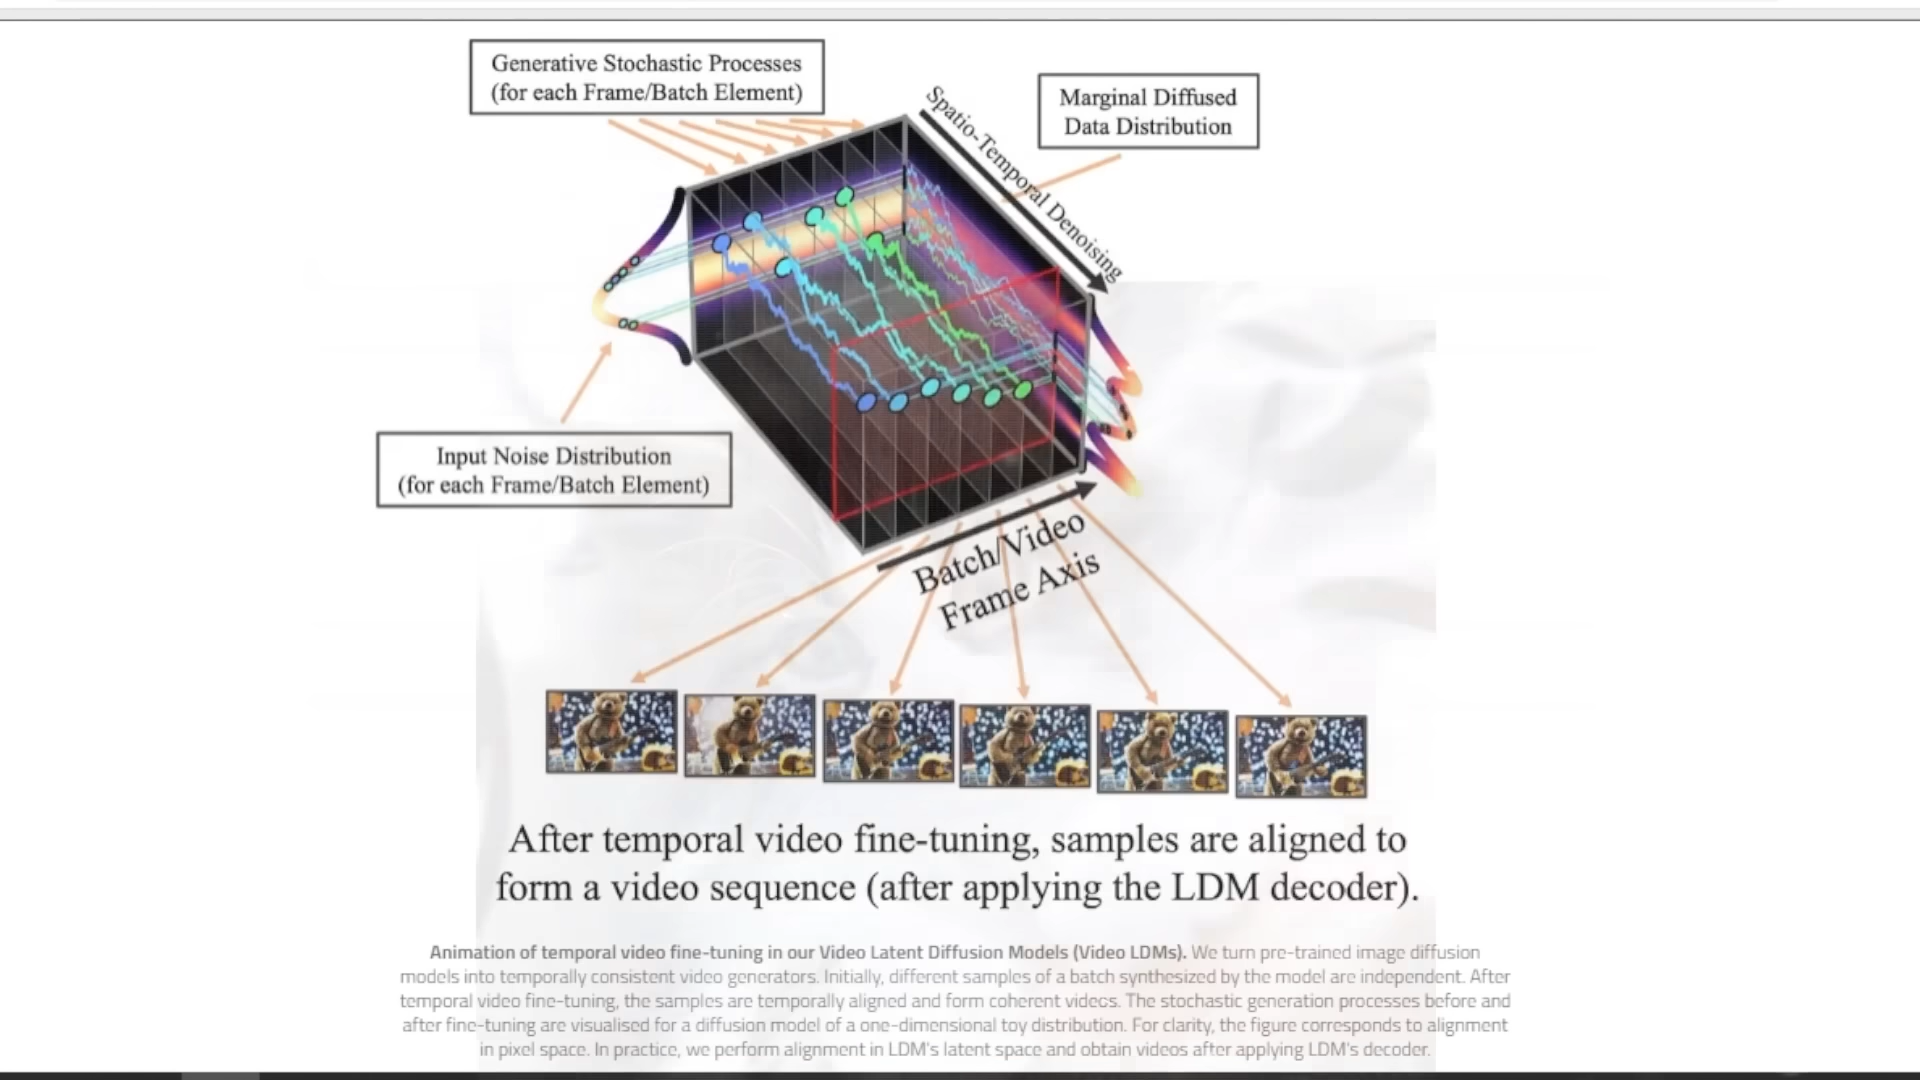 Generative Stochastic Processes
(for each Frame/Batch Element)
Marginal Diffused
Data Distribution
Spatio-Temporal Denoising
Input Noise Distribution
(for each Frame/Batch Element)
Batch/Video
Frame Axis
After temporal video fine-tuning, samples are aligned to
form a video sequence (after applying the LDM decoder).
Animation of temporal video fine-tuning in our Video Latent Diffusion Models (Video LDMs). We turn pre-trained image diffusion
models into temporally consistent video generators. Initially, different samples of a batch synthesized by the model are independent. After
temporal video fine-tuning, the samples are temporally aligned and form coherent videos. The stochastic generation processes before and
after fine-tuning are visualised for a diffusion model of a one-dimensional toy distribution. For clarity, the figure corresponds to alignment
in pixel space. In practice, we perform alignment in LDM's latent space and obtain videos after applying LDM's decoder.